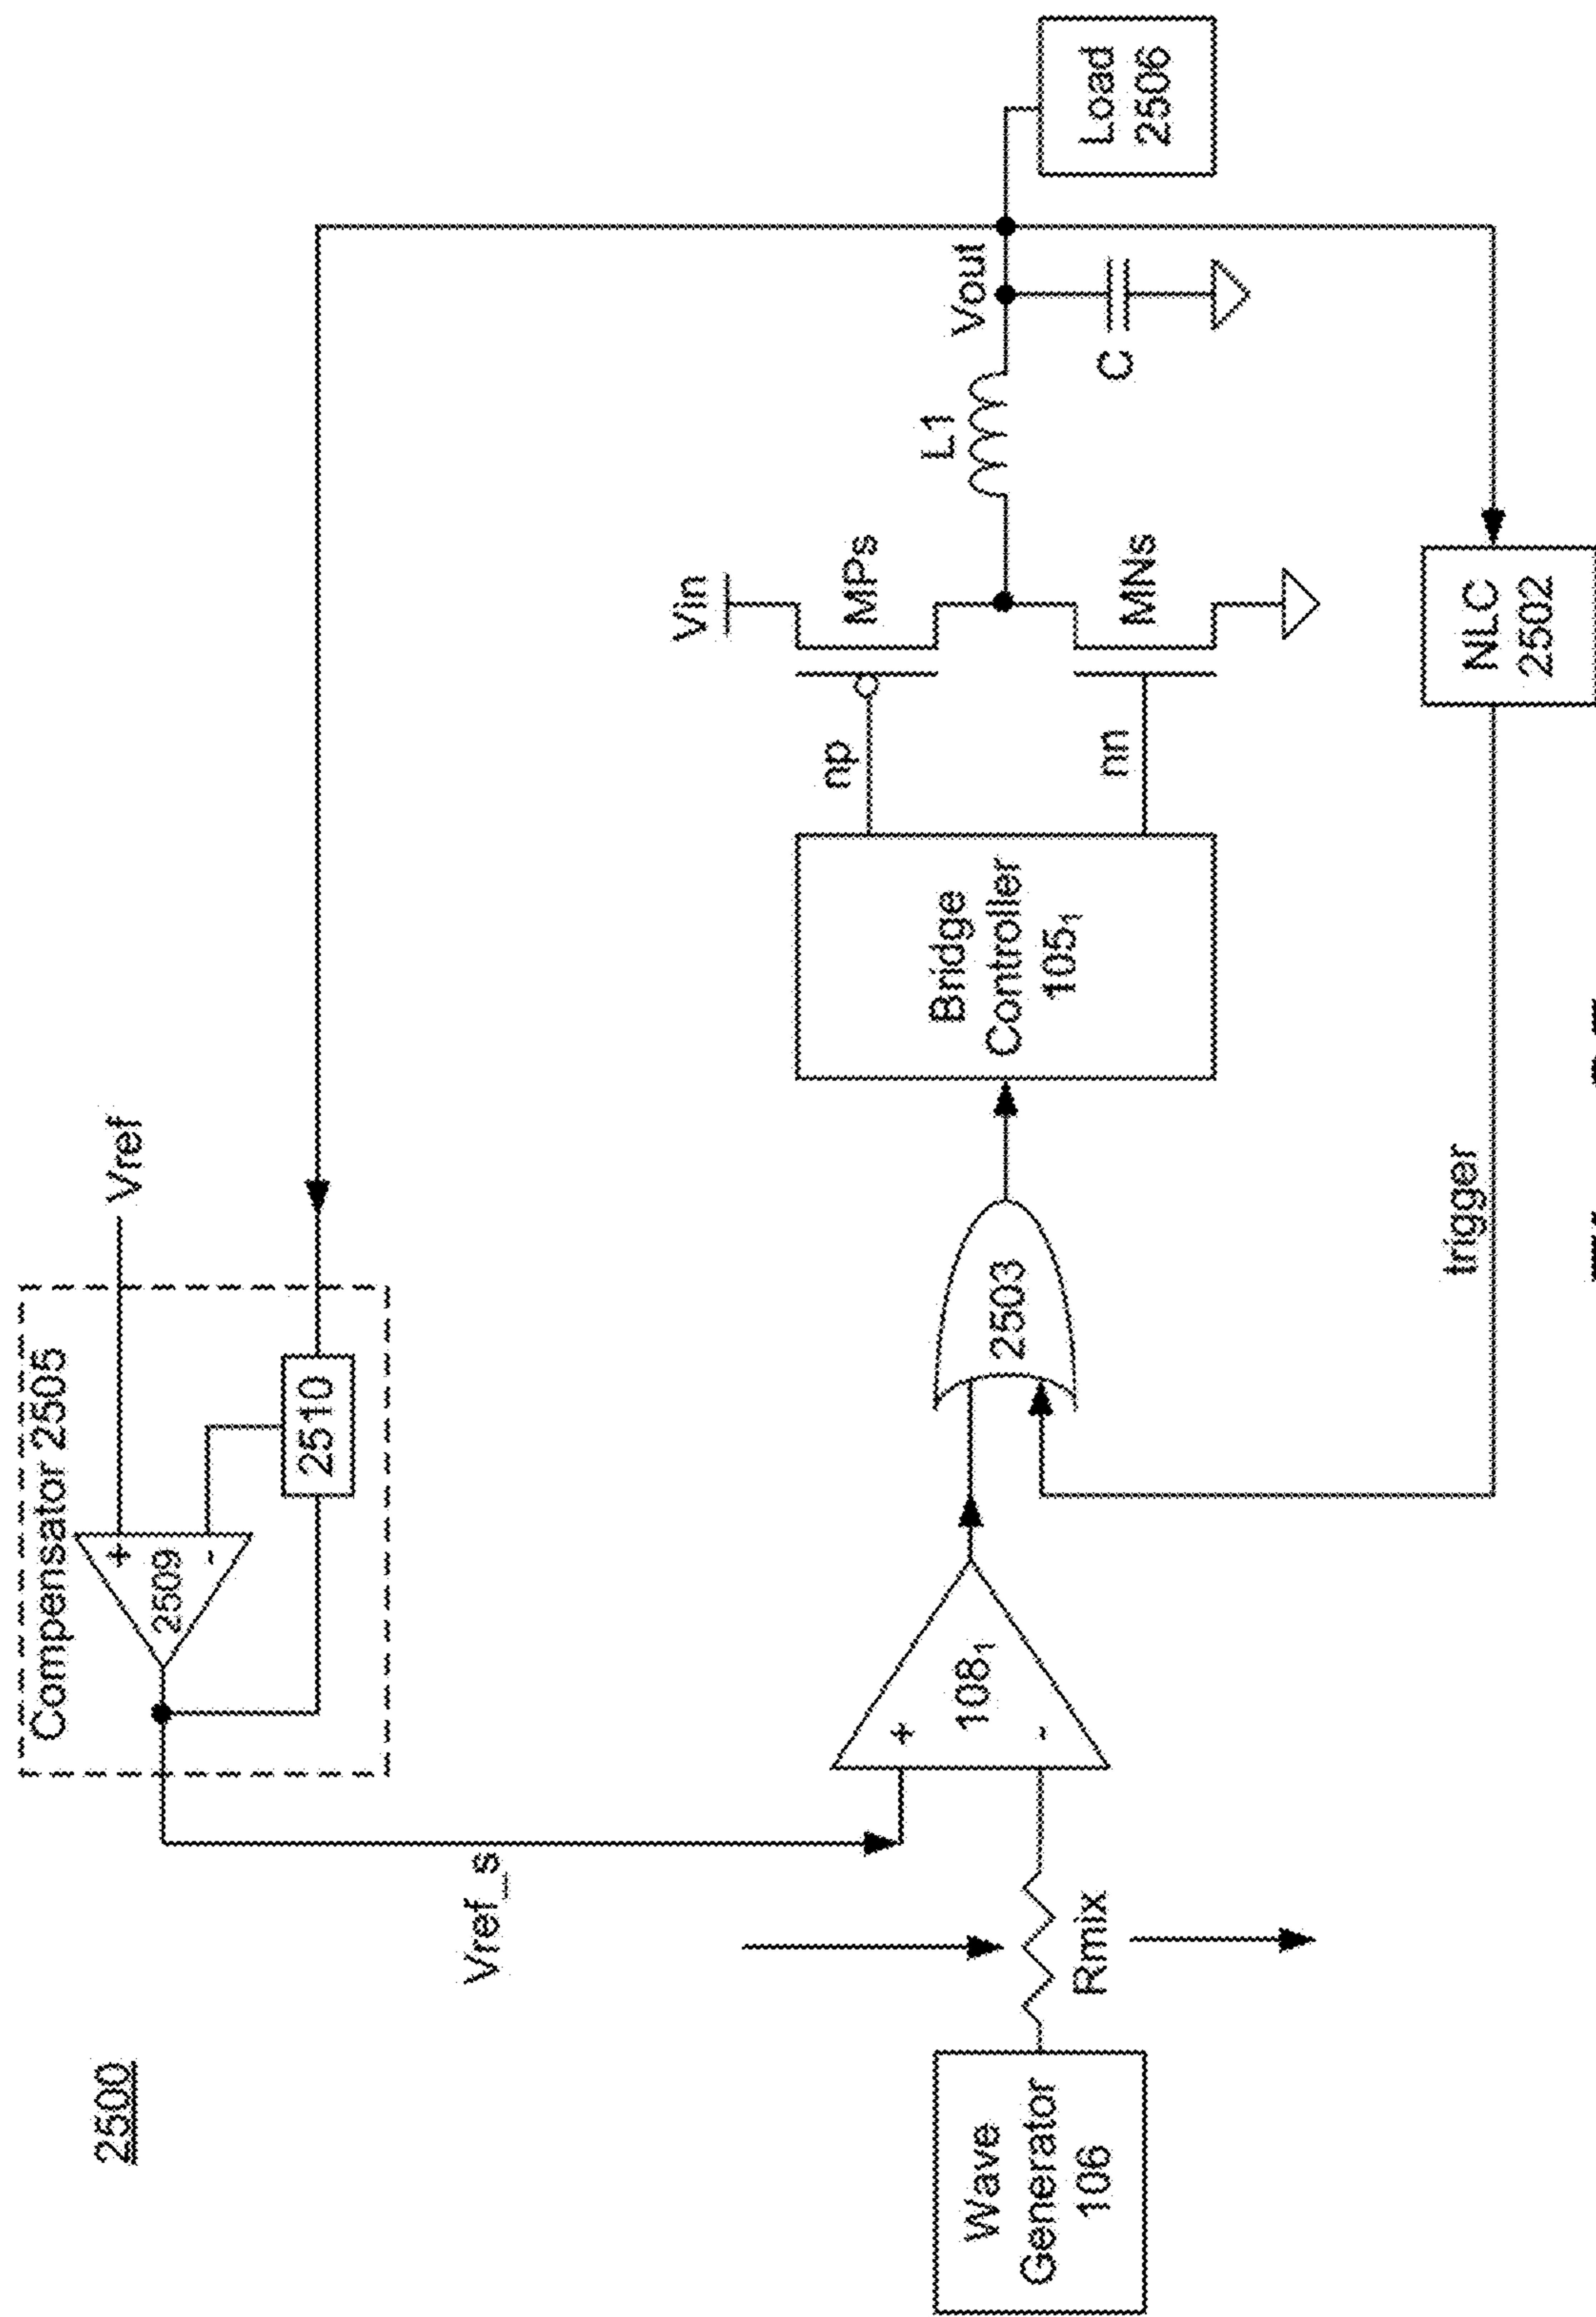 2500
Compensator 2505
Vref
+
2509
-
2510
Vref_s
Vin
MPs
L1
Vout
Load
2506
np
Wave
Generator
106
Rmix
+
108₁
-
2503
Bridge
Controller
105₁
nn
MNs
C
trigger
NLC
2502